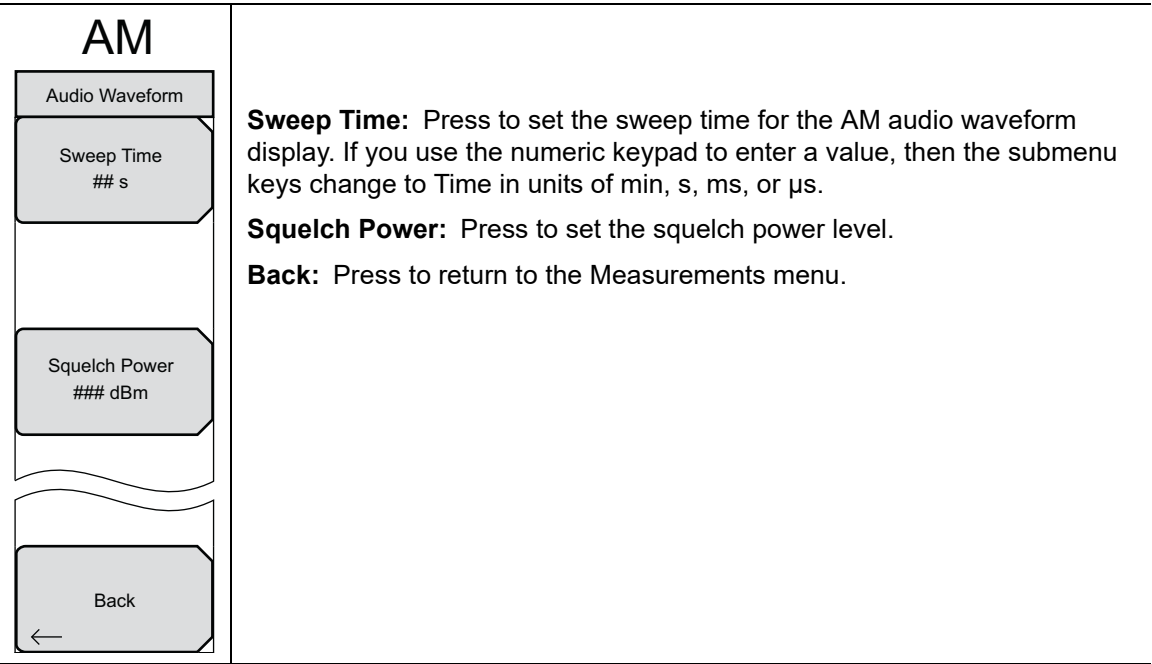 AM
Audio Waveform
Sweep Time
## s
Squelch Power
### dBm
Back
Sweep Time: Press to set the sweep time for the AM audio waveform
display. If you use the numeric keypad to enter a value, then the submenu
keys change to Time in units of min, s, ms, or µs.
Squelch Power: Press to set the squelch power level.
Back: Press to return to the Measurements menu.